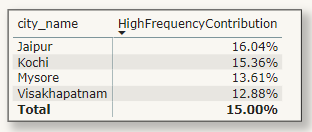 city_name HighFrequencyContribution
Jaipur 16.04%
Kochi 15.36%
Mysore 13.61%
Visakhapatnam 12.88%
Total 15.00%